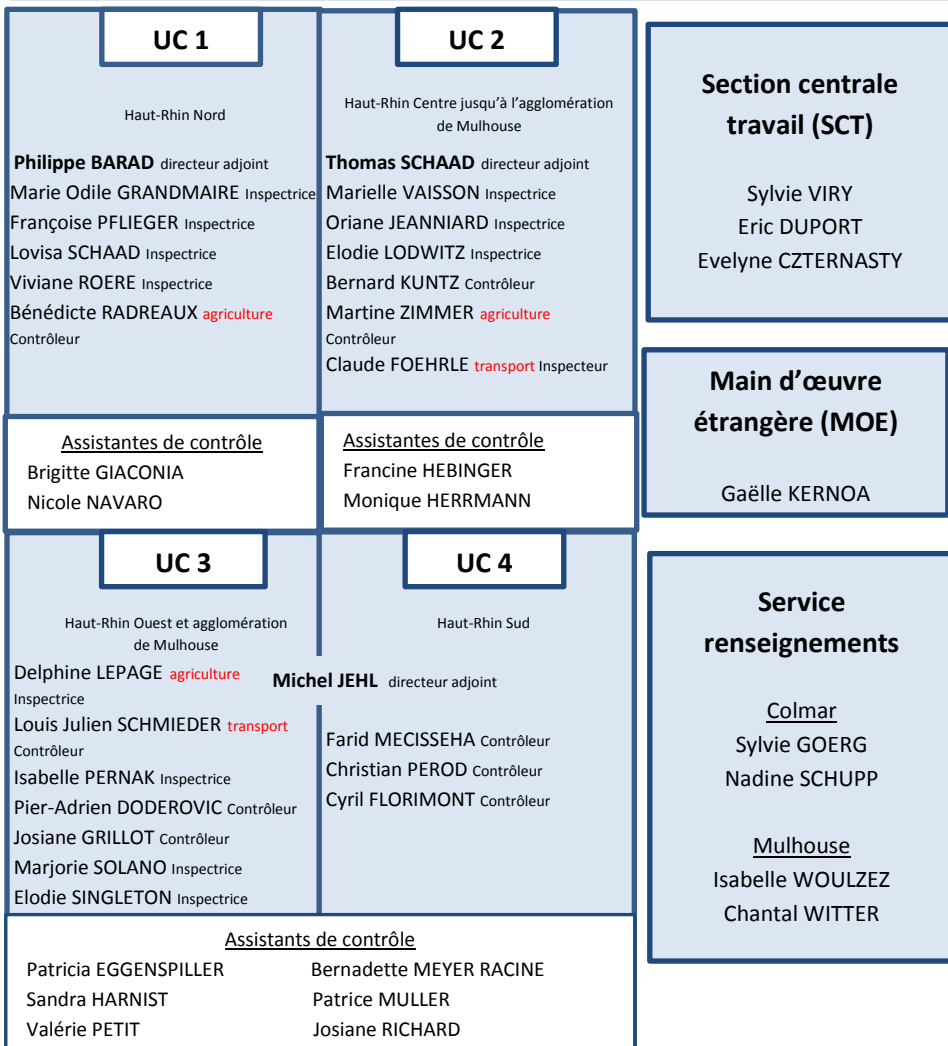 UC 1
Haut-Rhin Nord
Philippe BARAD directeur adjoint
Marie Odile GRANDMAIRE Inspectrice
Françoise PFLIEGER Inspectrice
Lovisa SCHAAD Inspectrice
Viviane ROERE Inspectrice
Bénédicte RADREAUX agriculture
Contrôleur
Assistantes de contrôle
Brigitte GIACONIA
Nicole NAVARO
UC 2
Haut-Rhin Centre jusqu'à l'agglomération
de Mulhouse
Thomas SCHAAD directeur adjoint
Marielle VAISSON Inspectrice
Oriane JEANNIARD Inspectrice
Elodie LODWITZ Inspectrice
Bernard KUNTZ Contrôleur
Martine ZIMMER agriculture
Contrôleur
Claude FOEHRLE transport Inspecteur
Assistantes de contrôle
Francine HEBINGER
Monique HERRMANN
UC 3
Haut-Rhin Ouest et agglomération
de Mulhouse
Delphine LEPAGE agriculture
Inspectrice
Louis Julien SCHMIEDER transport
Contrôleur
Isabelle PERNAK Inspectrice
Pier-Adrien DODEROVIC Contrôleur
Josiane GRILLOT Contrôleur
Marjorie SOLANO Inspectrice
Elodie SINGLETON Inspectrice
UC 4
Haut-Rhin Sud
Michel JEHL directeur adjoint
Farid MECISSEHA Contrôleur
Christian PEROD Contrôleur
Cyril FLORIMONT Contrôleur
Assistants de contrôle
Patricia EGGENSPILLER Bernadette MEYER RACINE
Sandra HARNIST Patrice MULLER
Valérie PETIT Josiane RICHARD
Section centrale
travail (SCT)
Sylvie VIRY
Eric DUPORT
Evelyne CZTERNASTY
Main d'œuvre
étrangère (MOE)
Gaëlle KERNOA
Service
renseignements
Colmar
Sylvie GOERG
Nadine SCHUPP
Mulhouse
Isabelle WOULZEZ
Chantal WITTER